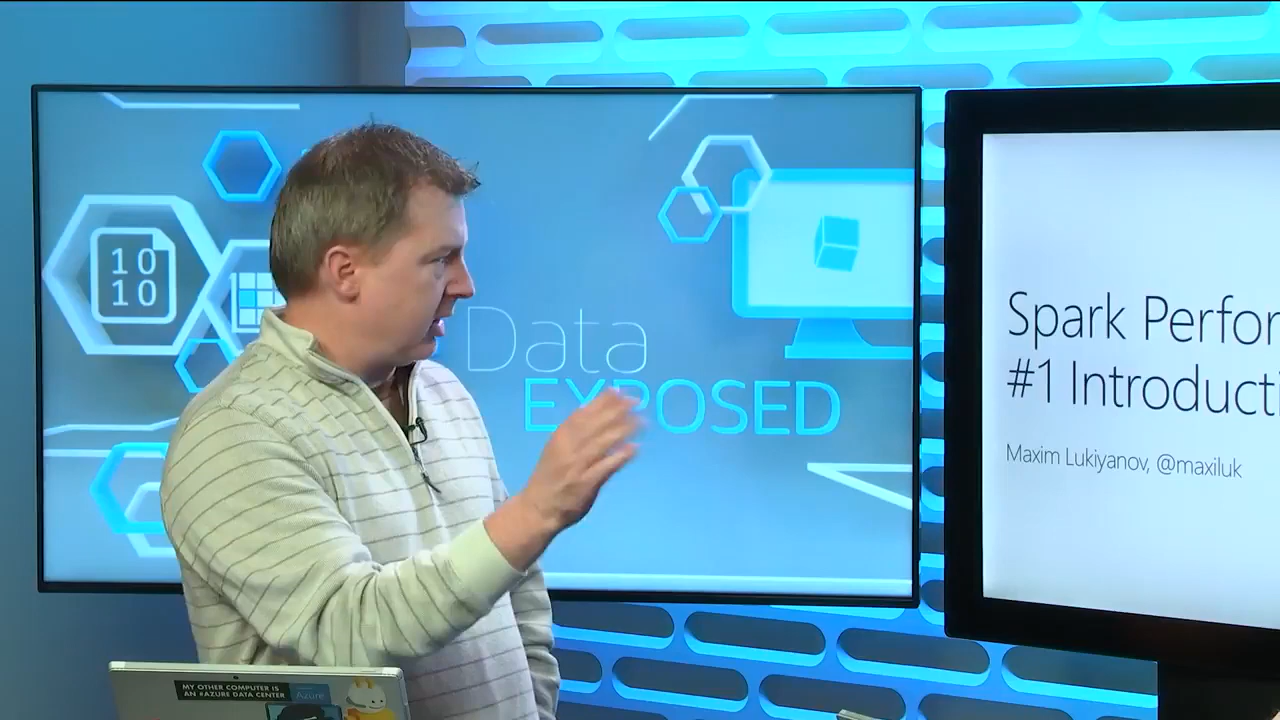 10
10
Data
EXPOSED
Spark Perfor
#1 Introducti
Maxim Lukiyanov, @maxiluk
MY OTHER COMPUTER IS
AN #AZURE DATA CENTER
Azure